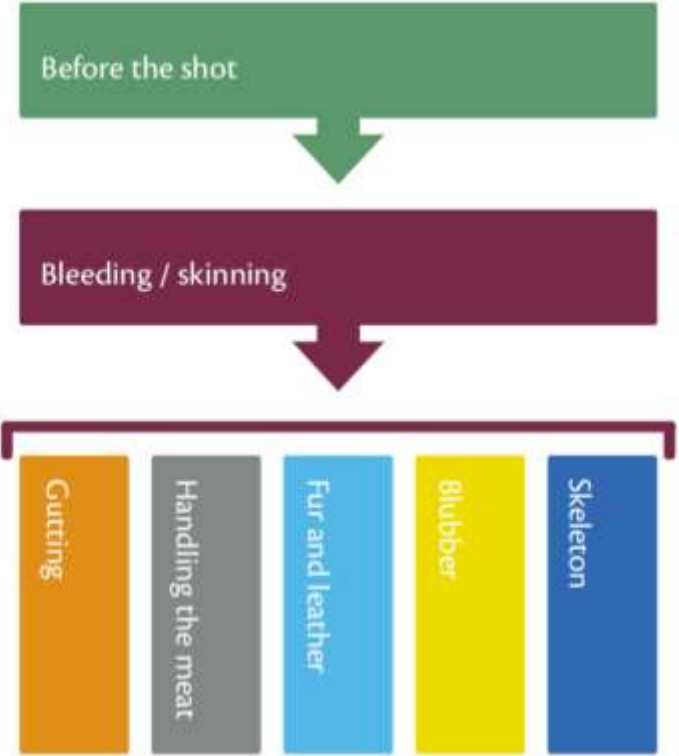 Before the shot
Bleeding / skinning
Gutting
Handling the meat
Fur and leather
Blubber
Skeleton